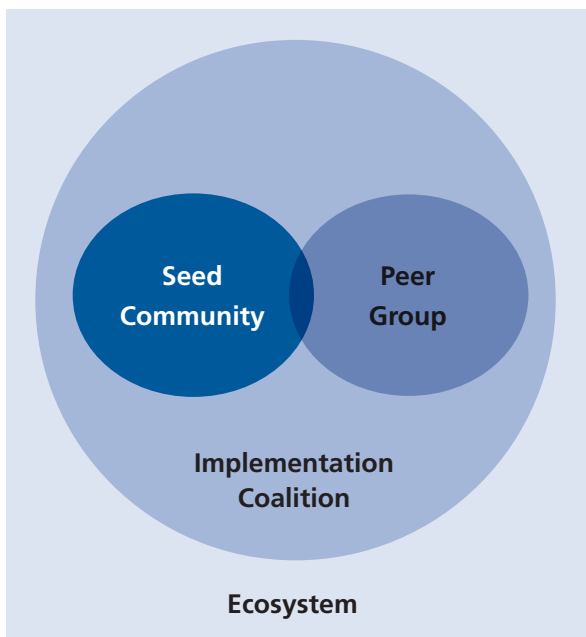 Seed
Community
Peer
Group
Implementation
Coalition
Ecosystem